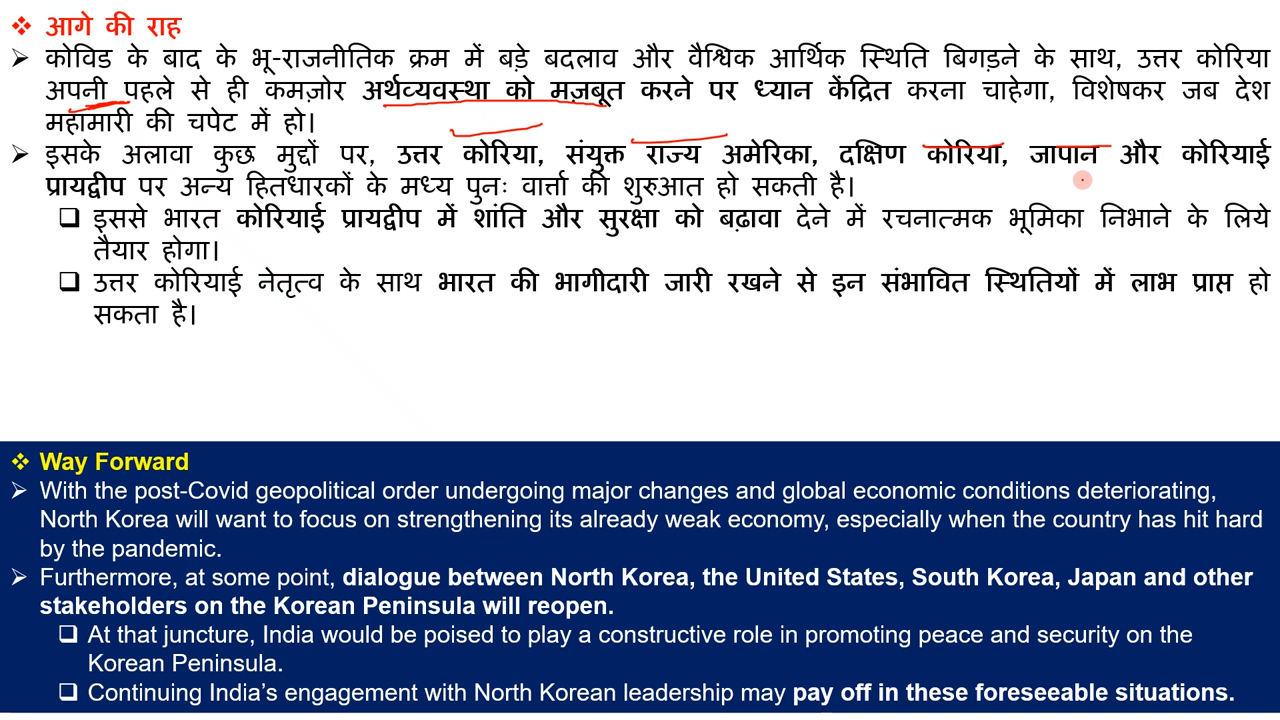 ❖ आगे की राह
➢ कोविड के बाद के भू-राजनीतिक क्रम में बड़े बदलाव और वैश्विक आर्थिक स्थिति बिगड़ने के साथ, उत्तर कोरिया
अपनी पहले से ही कमज़ोर अर्थव्यवस्था को मज़बूत करने पर ध्यान केंद्रित करना चाहेगा, विशेषकर जब देश
महामारी की चपेट में हो।
➢ इसके अलावा कुछ मुद्दों पर, उत्तर कोरिया, संयुक्त राज्य अमेरिका, दक्षिण कोरिया, जापान और कोरियाई
प्रायद्वीप पर अन्य हितधारकों के मध्य पुनः वार्त्ता की शुरुआत हो सकती है।
❑ इससे भारत कोरियाई प्रायद्वीप में शांति और सुरक्षा को बढ़ावा देने में रचनात्मक भूमिका निभाने के लिये
तैयार होगा।
❑ उत्तर कोरियाई नेतृत्व के साथ भारत की भागीदारी जारी रखने से इन संभावित स्थितियों में लाभ प्राप्त हो
सकता है।
❖ Way Forward
➢ With the post-Covid geopolitical order undergoing major changes and global economic conditions deteriorating,
North Korea will want to focus on strengthening its already weak economy, especially when the country has hit hard
by the pandemic.
➢ Furthermore, at some point, dialogue between North Korea, the United States, South Korea, Japan and other
stakeholders on the Korean Peninsula will reopen.
❑ At that juncture, India would be poised to play a constructive role in promoting peace and security on the
Korean Peninsula.
❑ Continuing India’s engagement with North Korean leadership may pay off in these foreseeable situations.